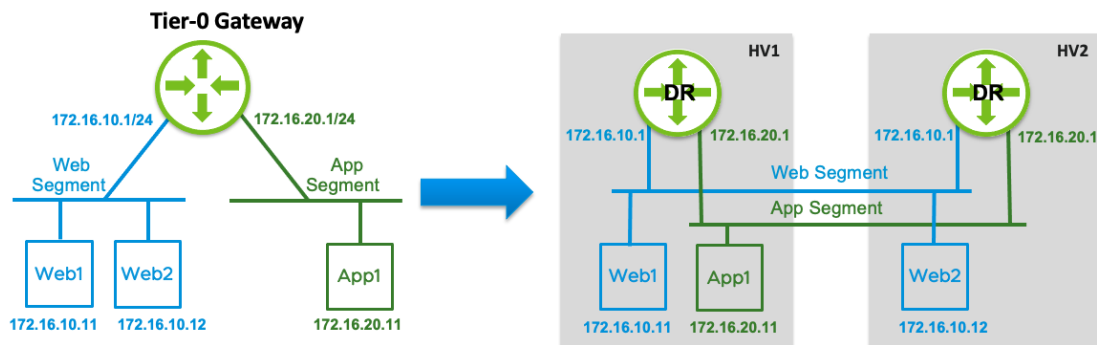 Tier-0 Gateway
172.16.10.1/24
172.16.20.1/24
Web
Segment
App
Segment
Web1
Web2
App1
172.16.10.11
172.16.10.12
172.16.20.11
HV1
HV2
DR
DR
172.16.10.1
172.16.20.1
172.16.10.1
172.16.20.1
Web Segment
App Segment
Web1
App1
Web2
172.16.10.11
172.16.20.11
172.16.10.12